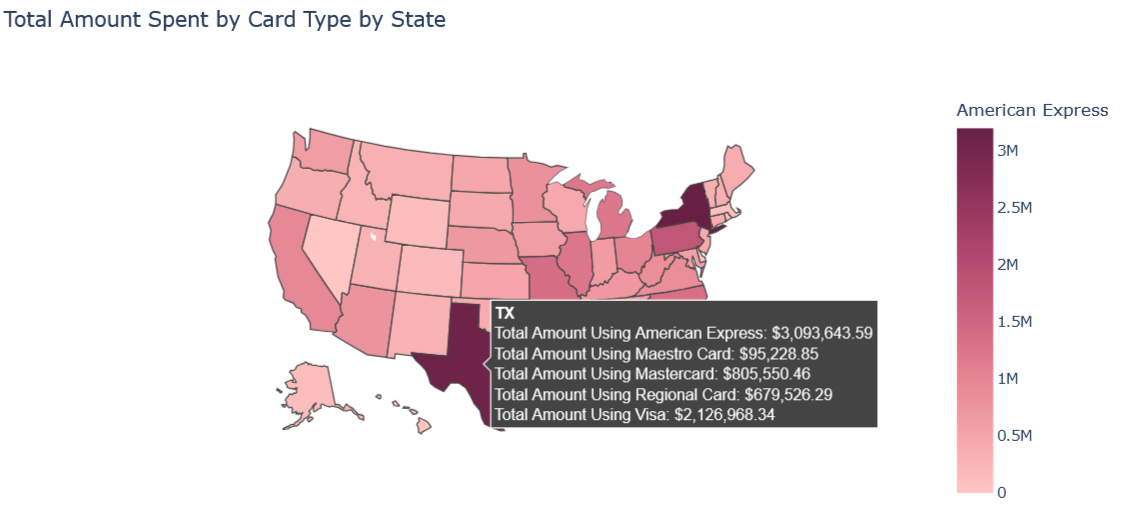 Total Amount Spent by Card Type by State
American Express
3M
2.5M
2M
1.5M
1M
0.5M
0
TX
Total Amount Using American Express: $3,093,643.59
Total Amount Using Maestro Card: $95,228.85
Total Amount Using Mastercard: $805,550.46
Total Amount Using Regional Card: $679,526.29
Total Amount Using Visa: $2,126,968.34